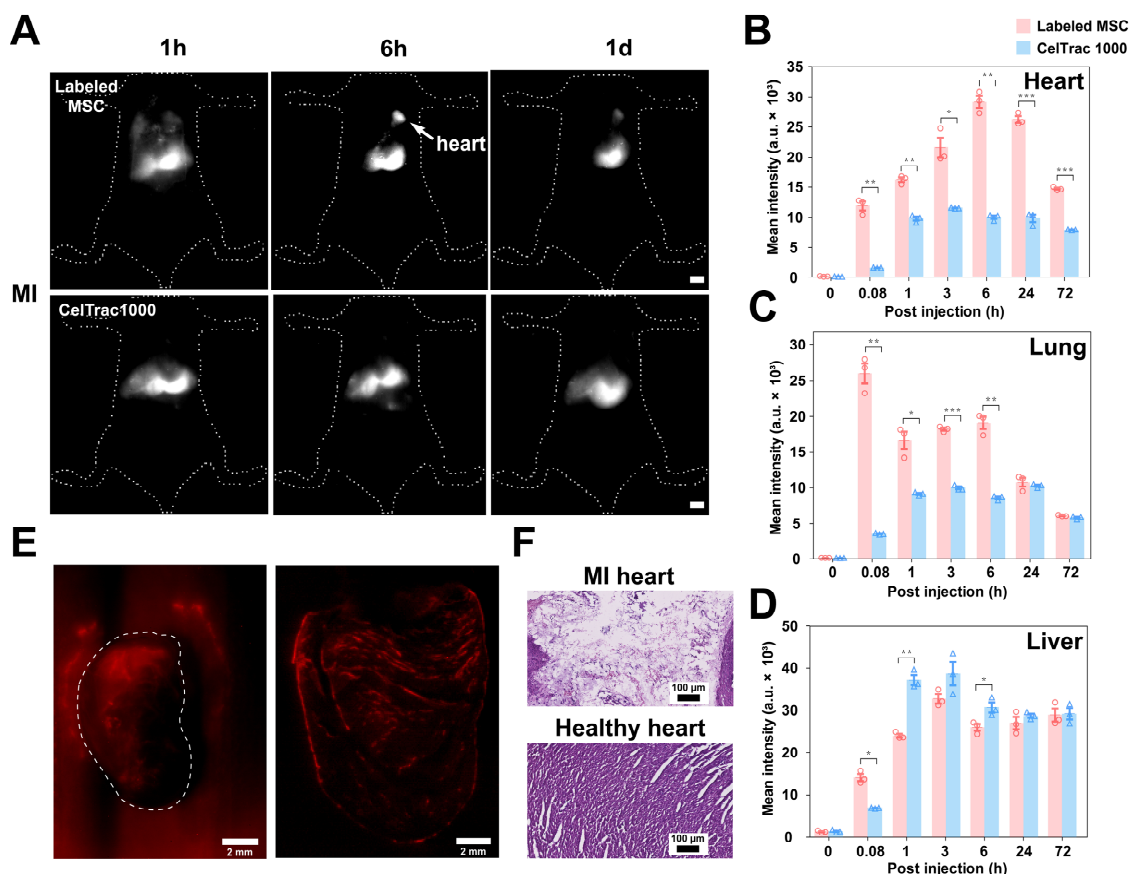 A
1h
6h
1d
Labeled
MSC
heart
MI
CelTrac1000
B
Labeled MSC
CelTrac 1000
Heart
Mean intensity (a.u. × 10³)
35
30
25
20
15
10
5
0
**
^^
*
^^
***
***
0 0.08 1 3 6 24 72
Post injection (h)
C
Lung
Mean intensity (a.u. × 10³)
30
25
20
15
10
5
0
**
*
***
**
0 0.08 1 3 6 24 72
Post injection (h)
D
Liver
Mean intensity (a.u. × 10³)
50
40
30
20
10
0
*
^^
*
0 0.08 1 3 6 24 72
Post injection (h)
E
2 mm
2 mm
F
MI heart
100 µm
Healthy heart
100 µm